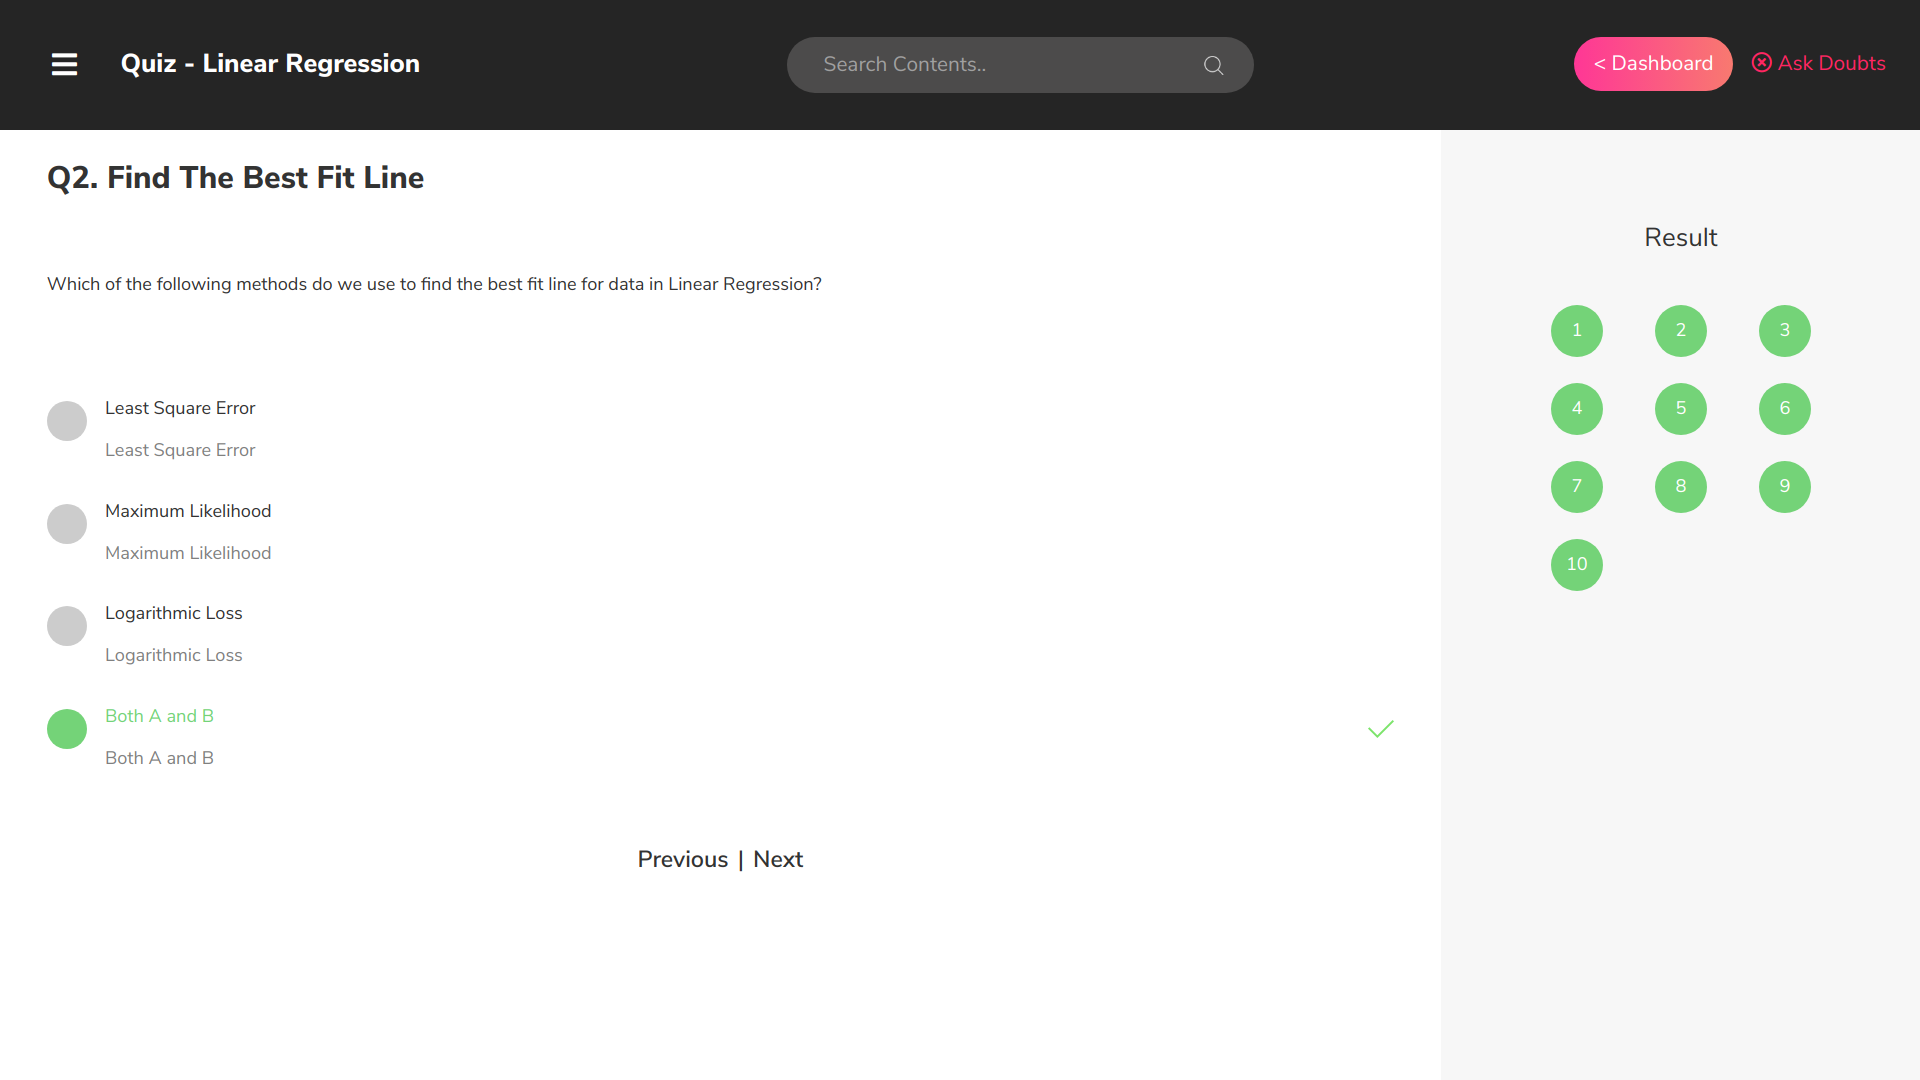 Quiz - Linear Regression
Search Contents..
< Dashboard
Ask Doubts
Q2. Find The Best Fit Line
Which of the following methods do we use to find the best fit line for data in Linear Regression?
Least Square Error
Least Square Error
Maximum Likelihood
Maximum Likelihood
Logarithmic Loss
Logarithmic Loss
Both A and B
Both A and B
Previous | Next
Result
1 2 3
4 5 6
7 8 9
10